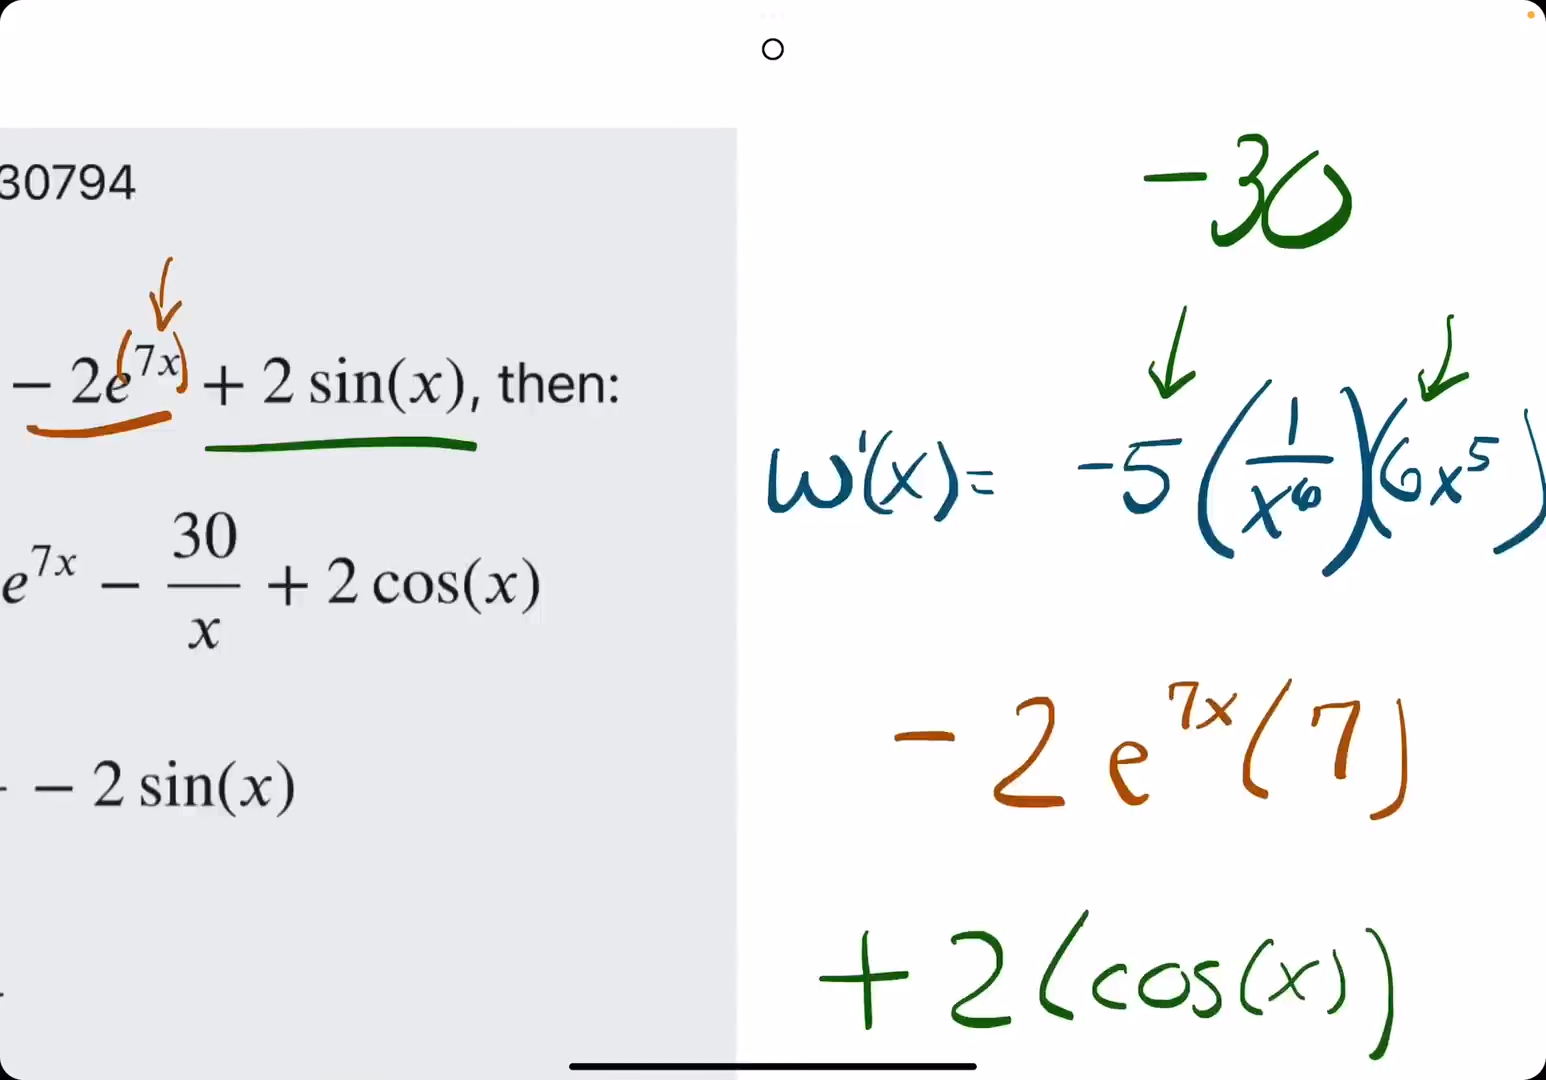 30794
− 2e^(7x) + 2 sin(x), then:
e^7x − 30/x + 2 cos(x)
− 2 sin(x)
−30
w'(x) = −5 (1/x^6)(6x^5)
− 2 e^7x (7)
+ 2 (cos(x))